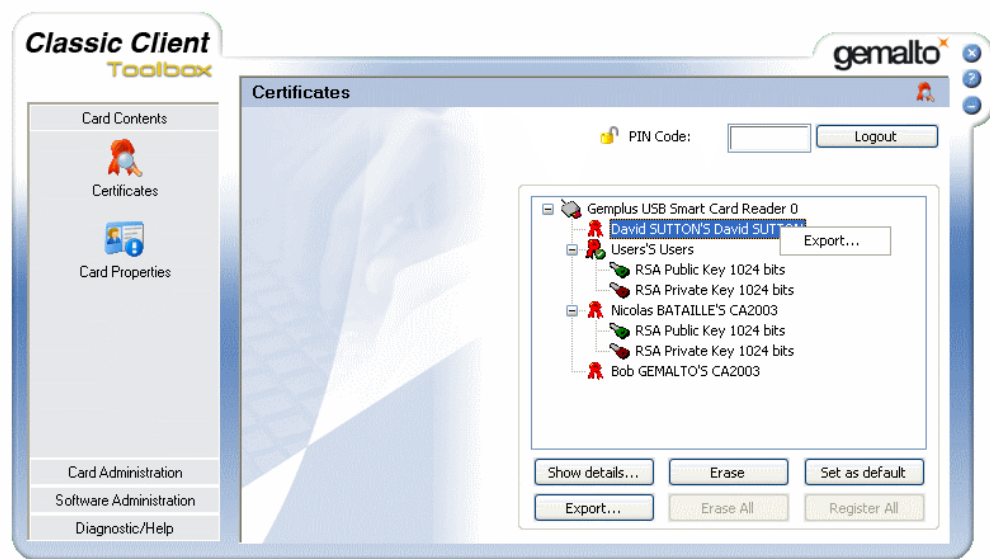 Classic Client
Toolbox
gemalto
Certificates
Card Contents
Certificates
Card Properties
Card Administration
Software Administration
Diagnostic/Help
PIN Code:
Logout
Gemplus USB Smart Card Reader 0
David SUTTON'S David SUTTON
Export...
Users'S Users
RSA Public Key 1024 bits
RSA Private Key 1024 bits
Nicolas BATAILLE'S CA2003
RSA Public Key 1024 bits
RSA Private Key 1024 bits
Bob GEMALTO'S CA2003
Show details...
Erase
Set as default
Export...
Erase All
Register All